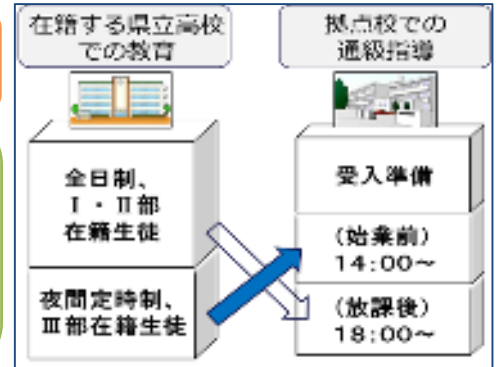 在籍する県立高校
での教育
拠点校での
通級指導
全日制、
Ⅰ・Ⅱ部
在籍生徒
夜間定時制、
Ⅲ部在籍生徒
受入準備
(始業前)
14:00～
(放課後)
18:00～